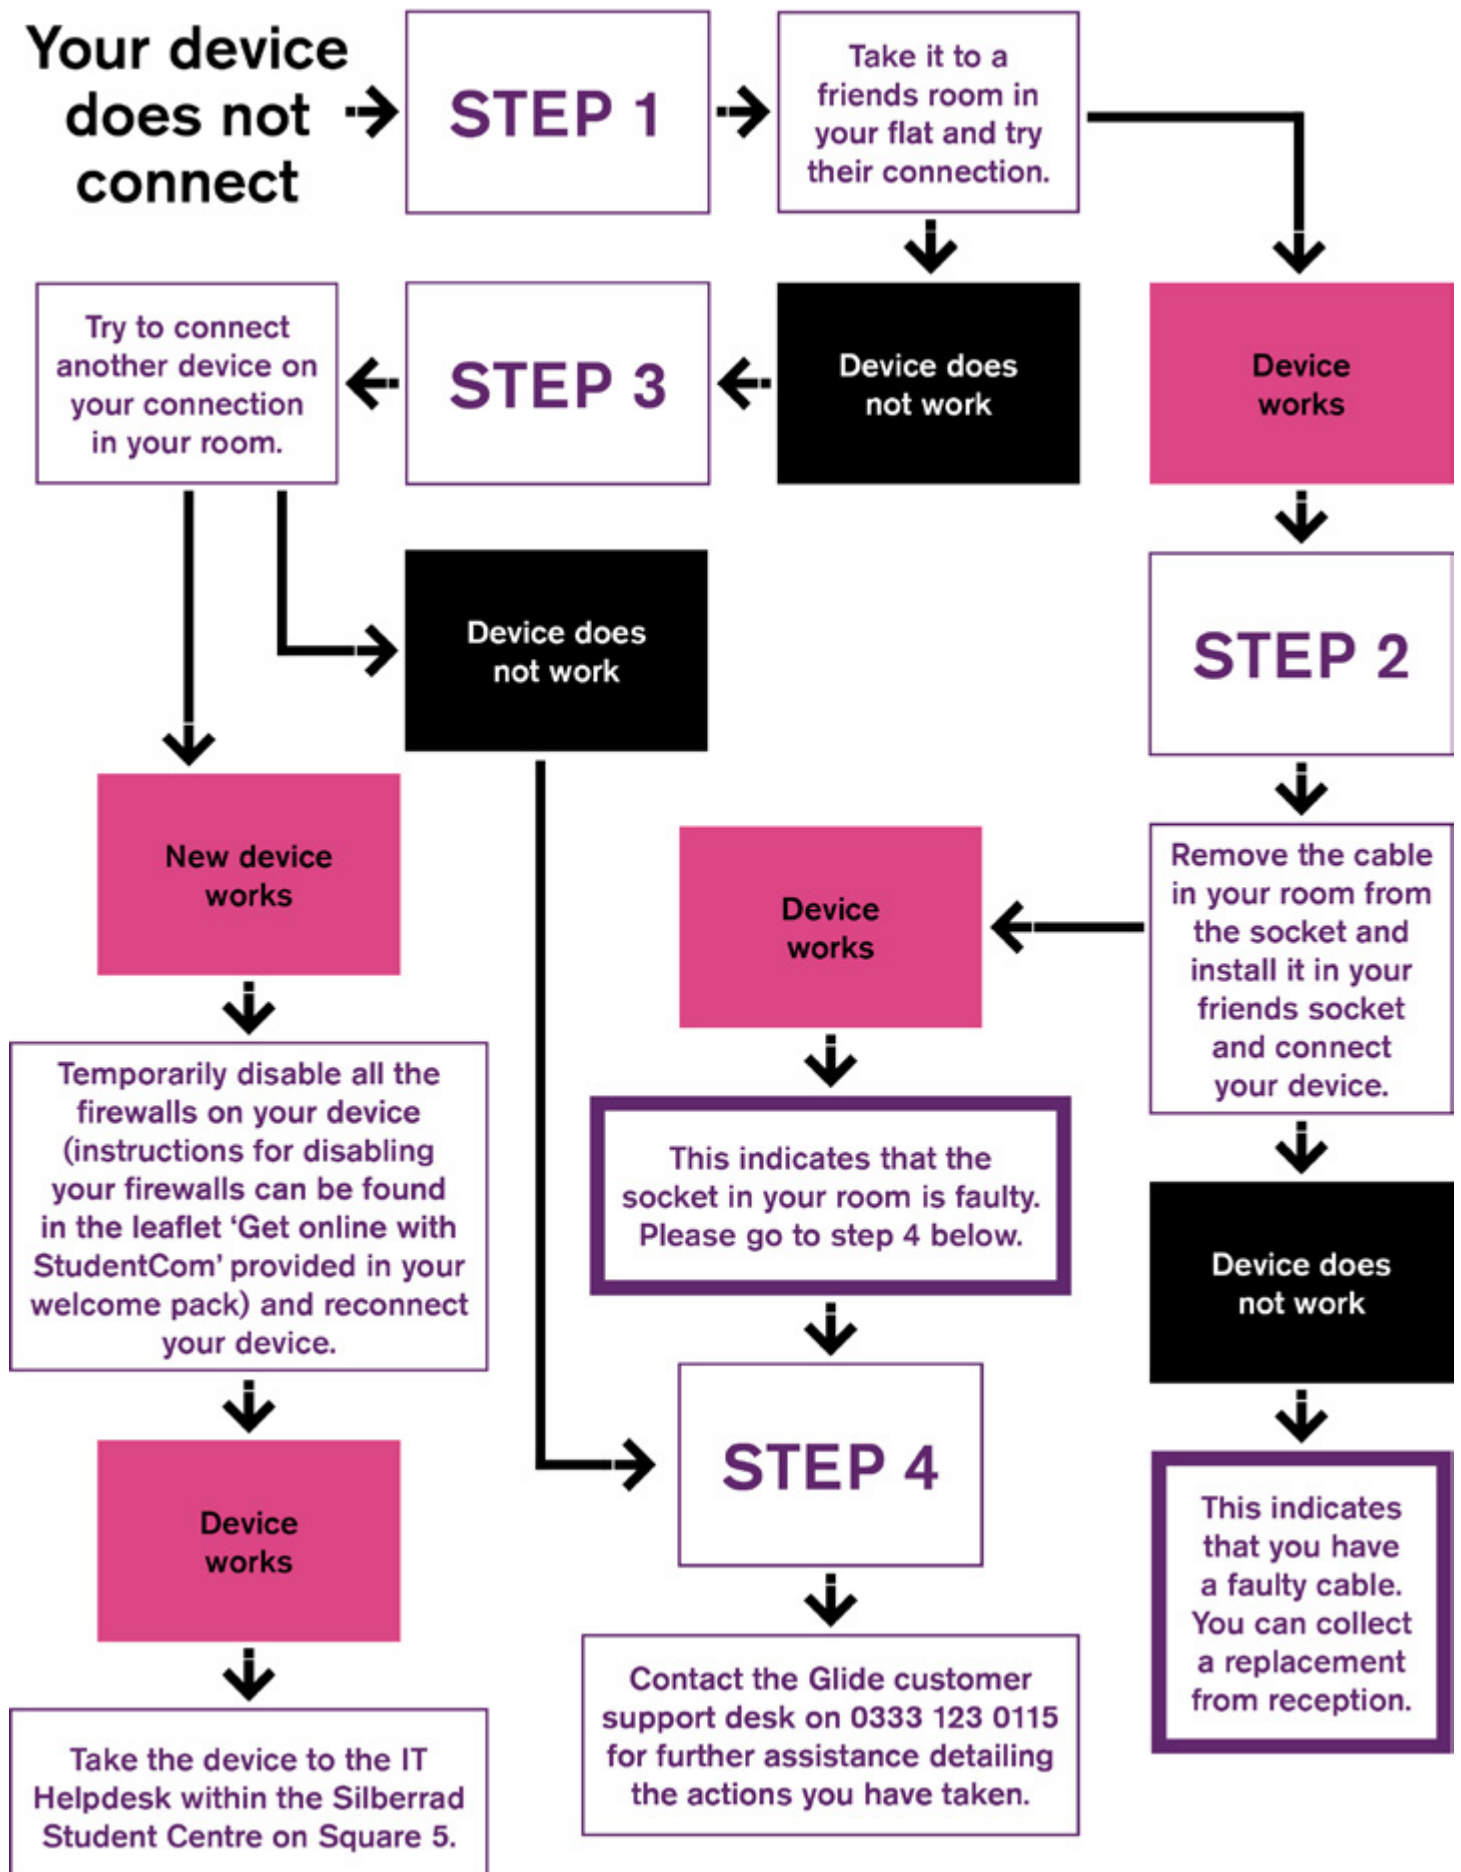 Your device
does not
connect
STEP 1
Take it to a
friends room in
your flat and try
their connection.
Try to connect
another device on
your connection
in your room.
STEP 3
Device does
not work
Device
works
Device does
not work
STEP 2
New device
works
Device
works
Remove the cable
in your room from
the socket and
install it in your
friends socket
and connect
your device.
Temporarily disable all the
firewalls on your device
(instructions for disabling
your firewalls can be found
in the leaflet ‘Get online with
StudentCom’ provided in your
welcome pack) and reconnect
your device.
This indicates that the
socket in your room is faulty.
Please go to step 4 below.
Device does
not work
Device
works
STEP 4
This indicates
that you have
a faulty cable.
You can collect
a replacement
from reception.
Take the device to the IT
Helpdesk within the Silberrad
Student Centre on Square 5.
Contact the Glide customer
support desk on 0333 123 0115
for further assistance detailing
the actions you have taken.